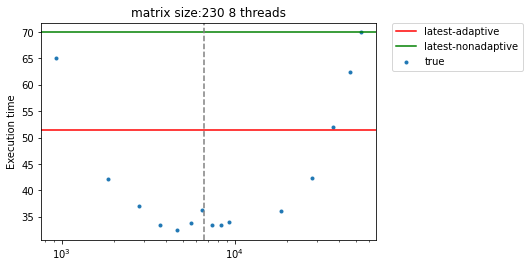 matrix size:230 8 threads
Execution time
70
65
60
55
50
45
40
35
10³
10⁴
latest-adaptive
latest-nonadaptive
true